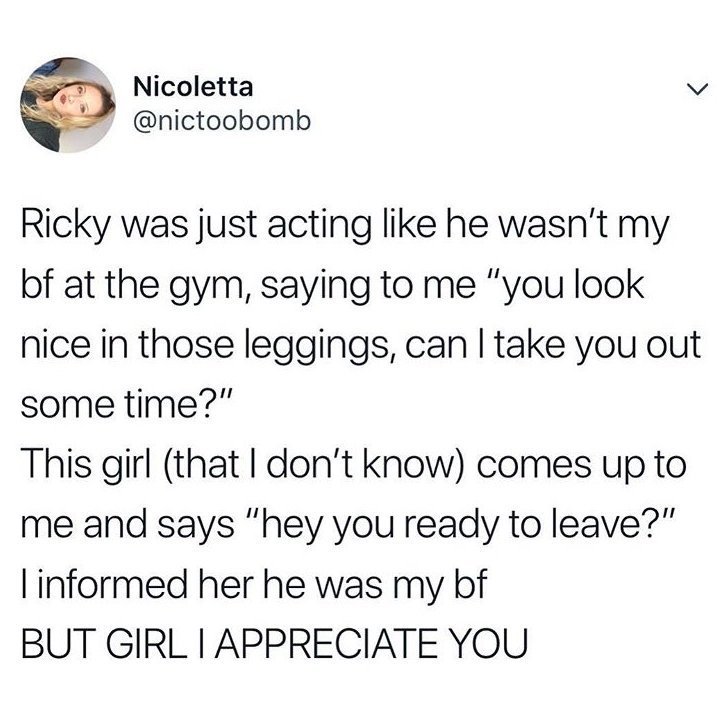 Nicoletta
@nictoobomb
Ricky was just acting like he wasn’t my
bf at the gym, saying to me “you look
nice in those leggings, can I take you out
some time?”
This girl (that I don’t know) comes up to
me and says “hey you ready to leave?”
I informed her he was my bf
BUT GIRL I APPRECIATE YOU